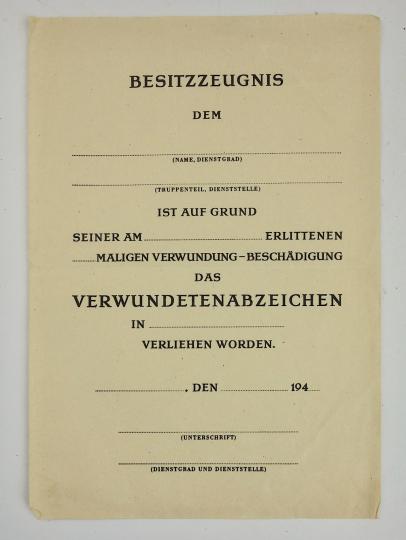 BESITZZEUGNIS
DEM
(NAME, DIENSTGRAD)
(TRUPPENTEIL, DIENSTSTELLE)
IST AUF GRUND
SEINER AM ERLITTENEN
MALIGEN VERWUNDUNG–BESCHÄDIGUNG
DAS
VERWUNDETENABZEICHEN
IN
VERLIEHEN WORDEN.
, DEN 194
(UNTERSCHRIFT)
(DIENSTGRAD UND DIENSTSTELLE)